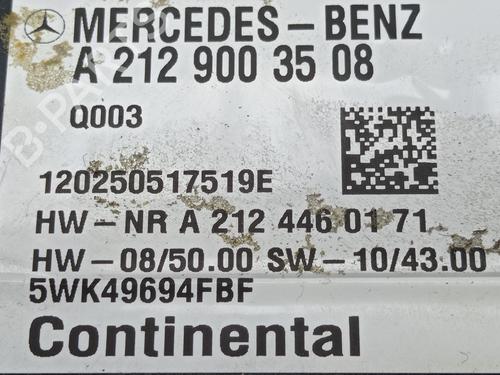 MERCEDES-BENZ
A 212 900 35 08
Q003
120250517519E
HW-NR A 212 446 01 71
HW-08/50.00 SW-10/43.00
5WK49694FBF
Continental
B-PARTS